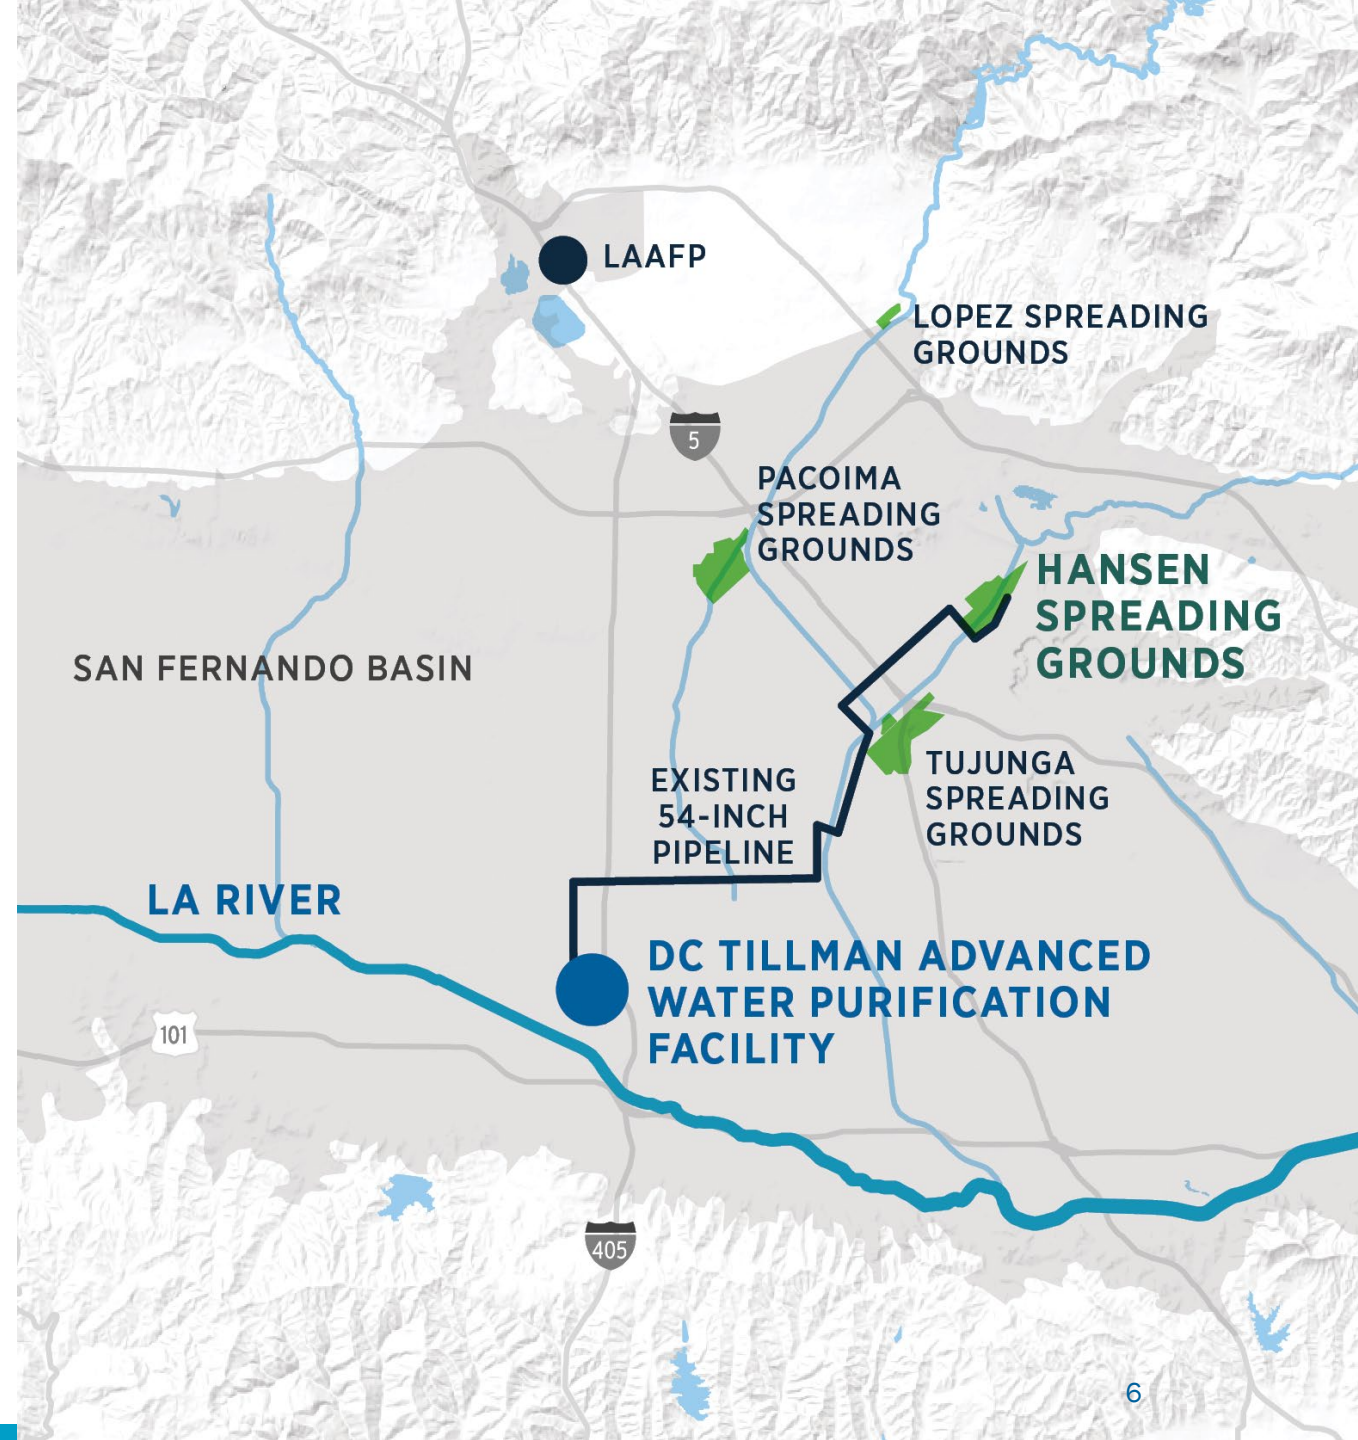 LAAFP
LOPEZ SPREADING
GROUNDS
5
PACOIMA
SPREADING
GROUNDS
HANSEN
SPREADING
GROUNDS
SAN FERNANDO BASIN
TUJUNGA
SPREADING
GROUNDS
EXISTING
54-INCH
PIPELINE
LA RIVER
DC TILLMAN ADVANCED
WATER PURIFICATION
FACILITY
101
405
6